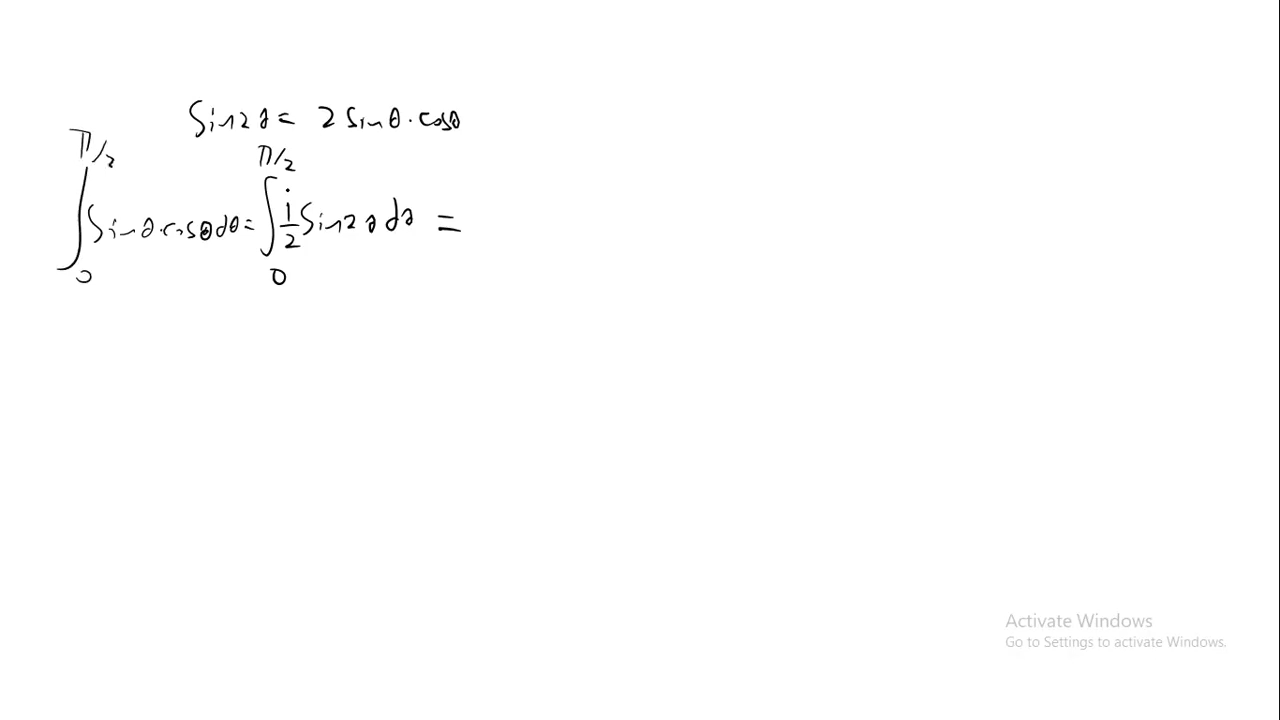 sin2θ = 2 sinθ·cosθ
∫₀^{π/2} sinθ·cosθ dθ = ∫₀^{π/2} 1/2 sin2θ dθ =
Activate Windows
Go to Settings to activate Windows.